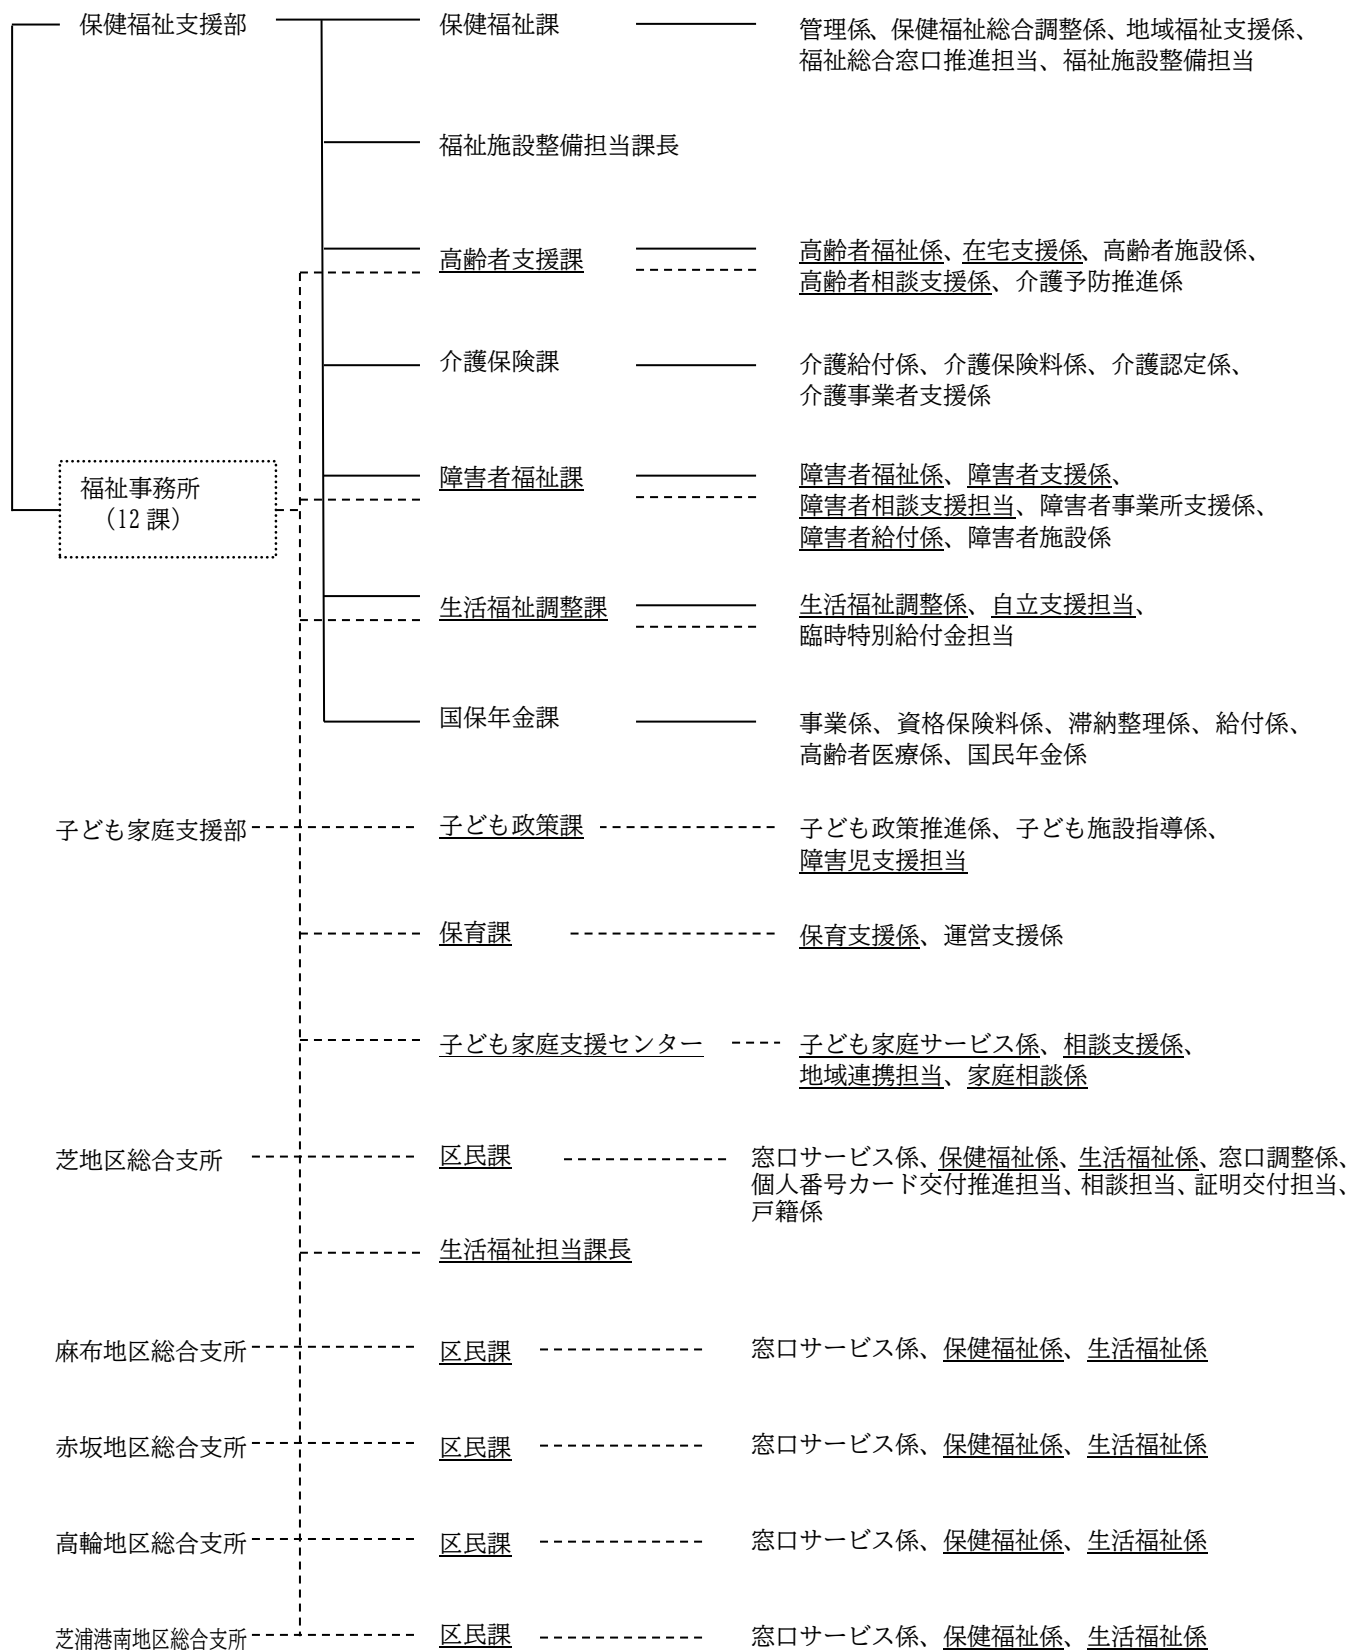 保健福祉支援部 保健福祉課 管理係、保健福祉総合調整係、地域福祉支援係、
福祉総合窓口推進担当、福祉施設整備担当
福祉施設整備担当課長
高齢者支援課 高齢者福祉係、在宅支援係、高齢者施設係、
高齢者相談支援係、介護予防推進係
介護保険課 介護給付係、介護保険料係、介護認定係、
介護事業者支援係
福祉事務所
（12 課）
障害者福祉課 障害者福祉係、障害者支援係、
障害者相談支援担当、障害者事業所支援係、
障害者給付係、障害者施設係
生活福祉調整課 生活福祉調整係、自立支援担当、
臨時特別給付金担当
国保年金課 事業係、資格保険料係、滞納整理係、給付係、
高齢者医療係、国民年金係
子ども家庭支援部 子ども政策課 子ども政策推進係、子ども施設指導係、
障害児支援担当
保育課 保育支援係、運営支援係
子ども家庭支援センター 子ども家庭サービス係、相談支援係、
地域連携担当、家庭相談係
芝地区総合支所 区民課 窓口サービス係、保健福祉係、生活福祉係、窓口調整係、
個人番号カード交付推進担当、相談担当、証明交付担当、
戸籍係
生活福祉担当課長
麻布地区総合支所 区民課 窓口サービス係、保健福祉係、生活福祉係
赤坂地区総合支所 区民課 窓口サービス係、保健福祉係、生活福祉係
高輪地区総合支所 区民課 窓口サービス係、保健福祉係、生活福祉係
芝浦港南地区総合支所 区民課 窓口サービス係、保健福祉係、生活福祉係